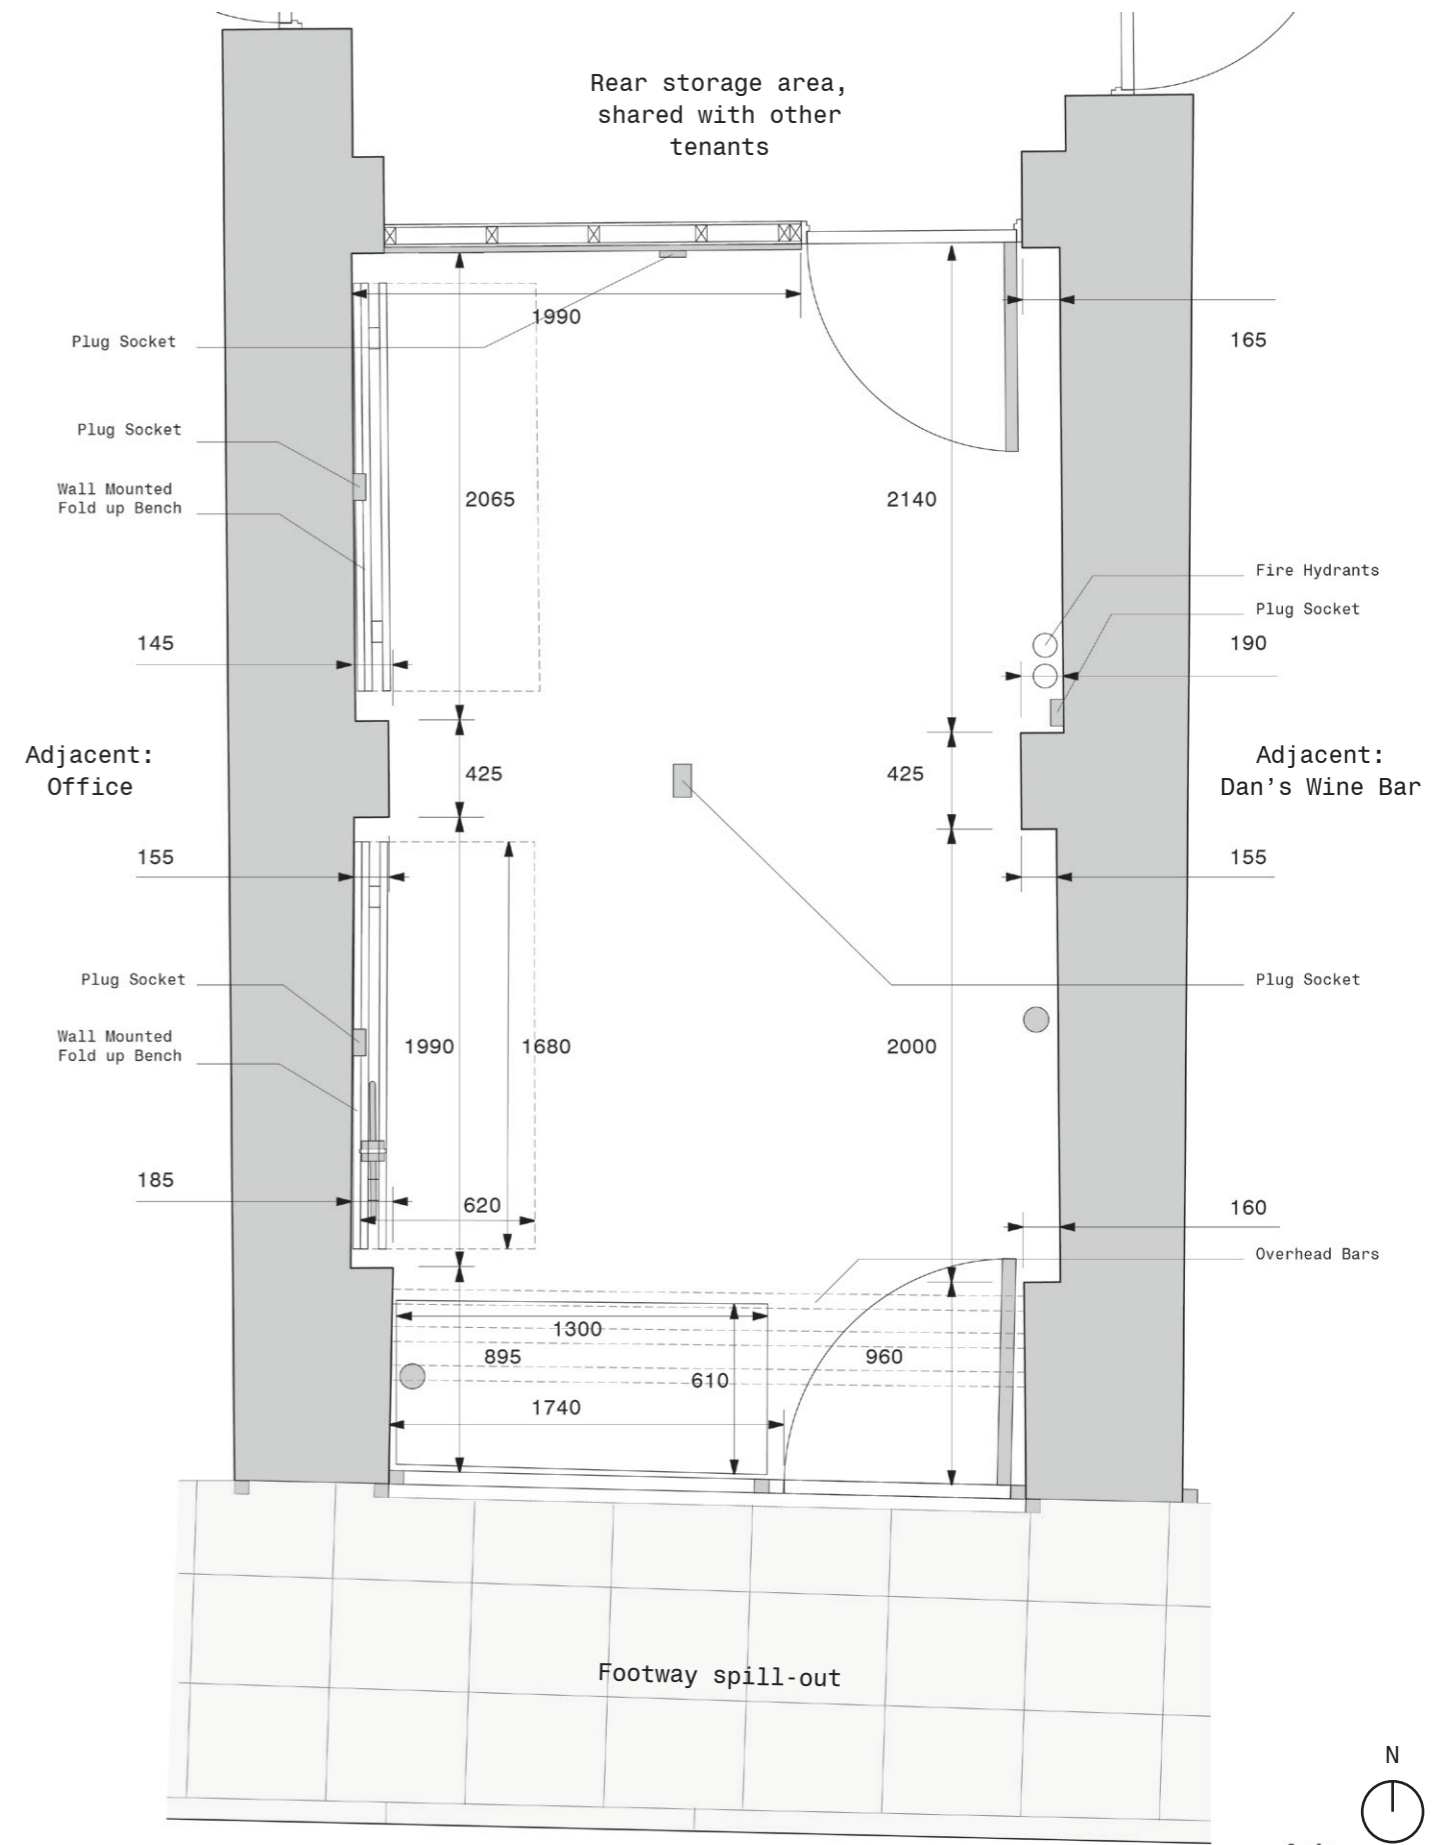 Rear storage area,
shared with other
tenants
1990
165
Plug Socket
Plug Socket
Wall Mounted
Fold up Bench
2065
2140
Fire Hydrants
Plug Socket
145
190
Adjacent:
Office
425
425
Adjacent:
Dan's Wine Bar
155
155
Plug Socket
Plug Socket
Wall Mounted
Fold up Bench
1990
1680
2000
185
620
160
Overhead Bars
1300
895
960
610
1740
Footway spill-out
N